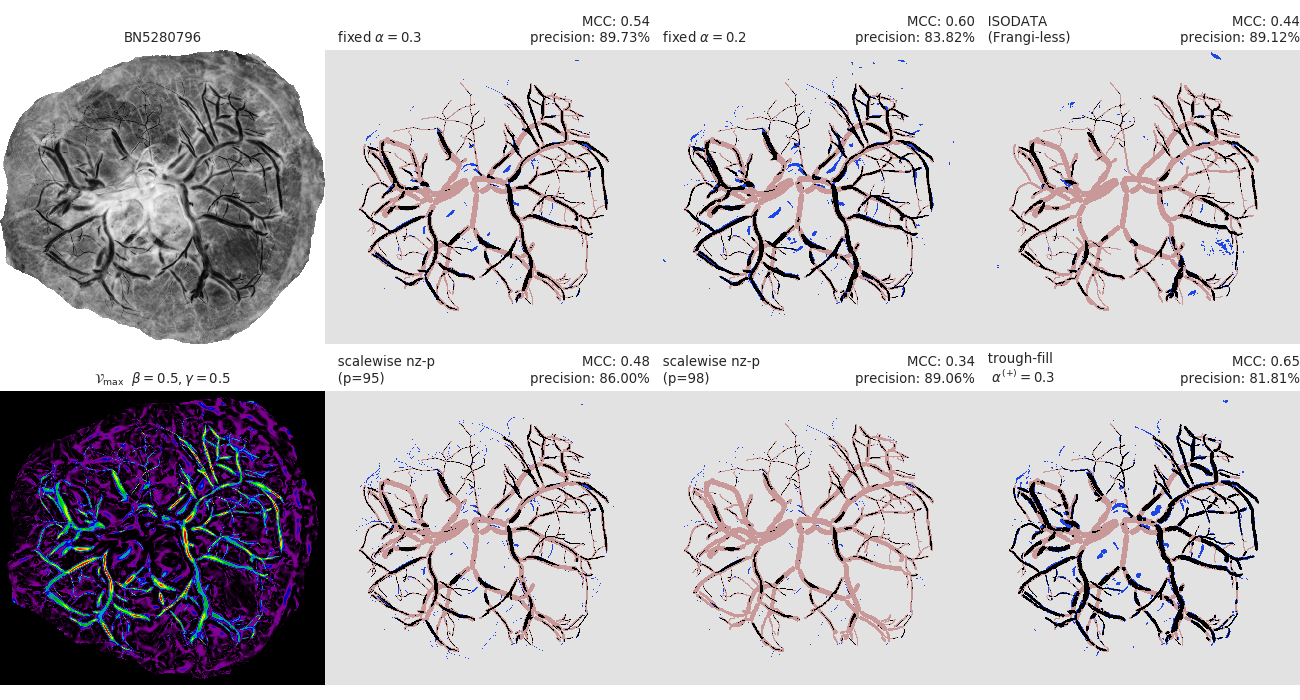 BN5280796
MCC: 0.54
fixed α = 0.3 precision: 89.73%
MCC: 0.60
fixed α = 0.2 precision: 83.82%
ISODATA MCC: 0.44
(Frangi-less) precision: 89.12%
𝒱max β = 0.5, γ = 0.5
scalewise nz-p MCC: 0.48
(p=95) precision: 86.00%
scalewise nz-p MCC: 0.34
(p=98) precision: 89.06%
trough-fill MCC: 0.65
α(+) = 0.3 precision: 81.81%